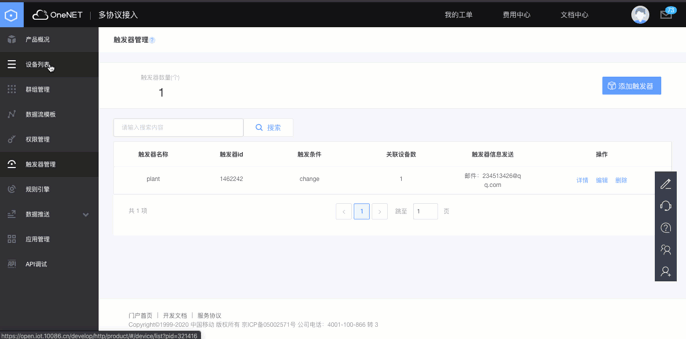 OneNET | 多协议接入
我的工单
费用中心
文档中心
产品概况
设备列表
群组管理
数据流模板
权限管理
触发器管理
规则引擎
数据推送
应用管理
API调试
触发器管理
触发器数量(个)
1
添加触发器
请输入搜索内容
搜索
触发器名称 触发器id 触发条件 关联设备数 触发器信息发送 操作
plant 1462242 change 1 邮件：234513426@q
q.com
详情 编辑 删除
共 1 项
< 1 > 跳至 1 页
门户首页 | 开发文档 | 服务协议
Copyright©1999-2020 中国移动 版权所有 京ICP备05002571号 公司电话：4001-100-866 转 3
https://open.iot.10086.cn/develop/http/product/#/device/list?pid=321416